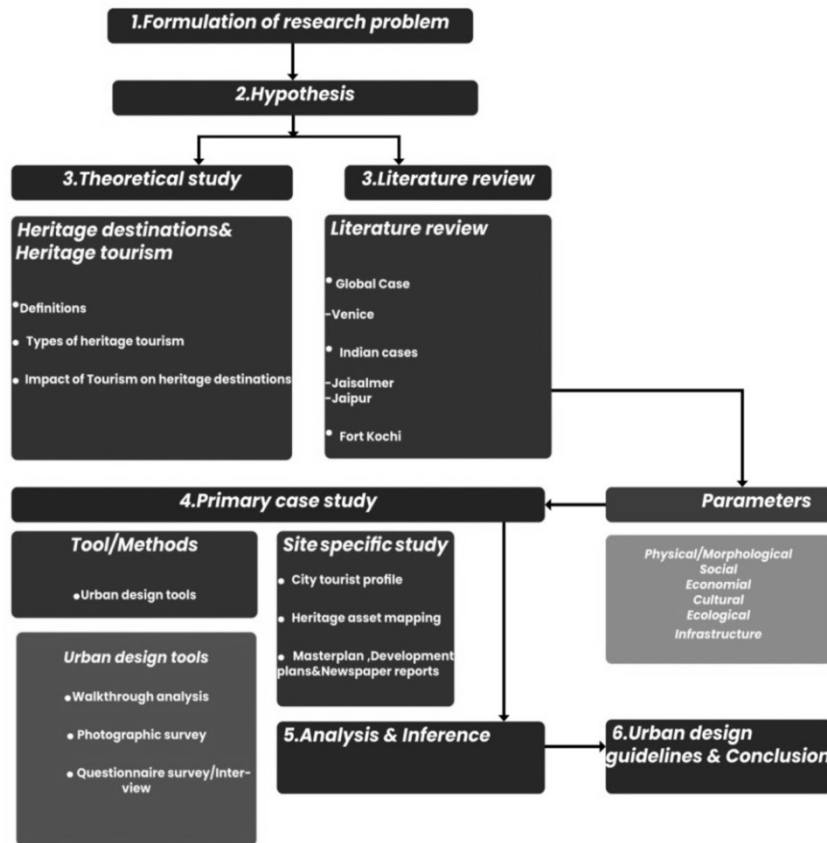 1.Formulation of research problem
2.Hypothesis
3.Theoretical study
3.Literature review
Heritage destinations&
Heritage tourism
•Definitions
• Types of heritage tourism
• Impact of Tourism on heritage destinations
Literature review
• Global Case
-Venice
• Indian cases
-Jaisalmer
-Jaipur
• Fort Kochi
4.Primary case study
Parameters
Tool/Methods
•Urban design tools
Site specific study
• City tourist profile
• Heritage asset mapping
• Masterplan ,Development
plans&Newspaper reports
Physical/Morphological
Social
Economial
Cultural
Ecological
Infrastructure
Urban design tools
•Walkthrough analysis
• Photographic survey
• Questionnaire survey/Inter-
view
5.Analysis & Inference
6.Urban design
guidelines & Conclusion